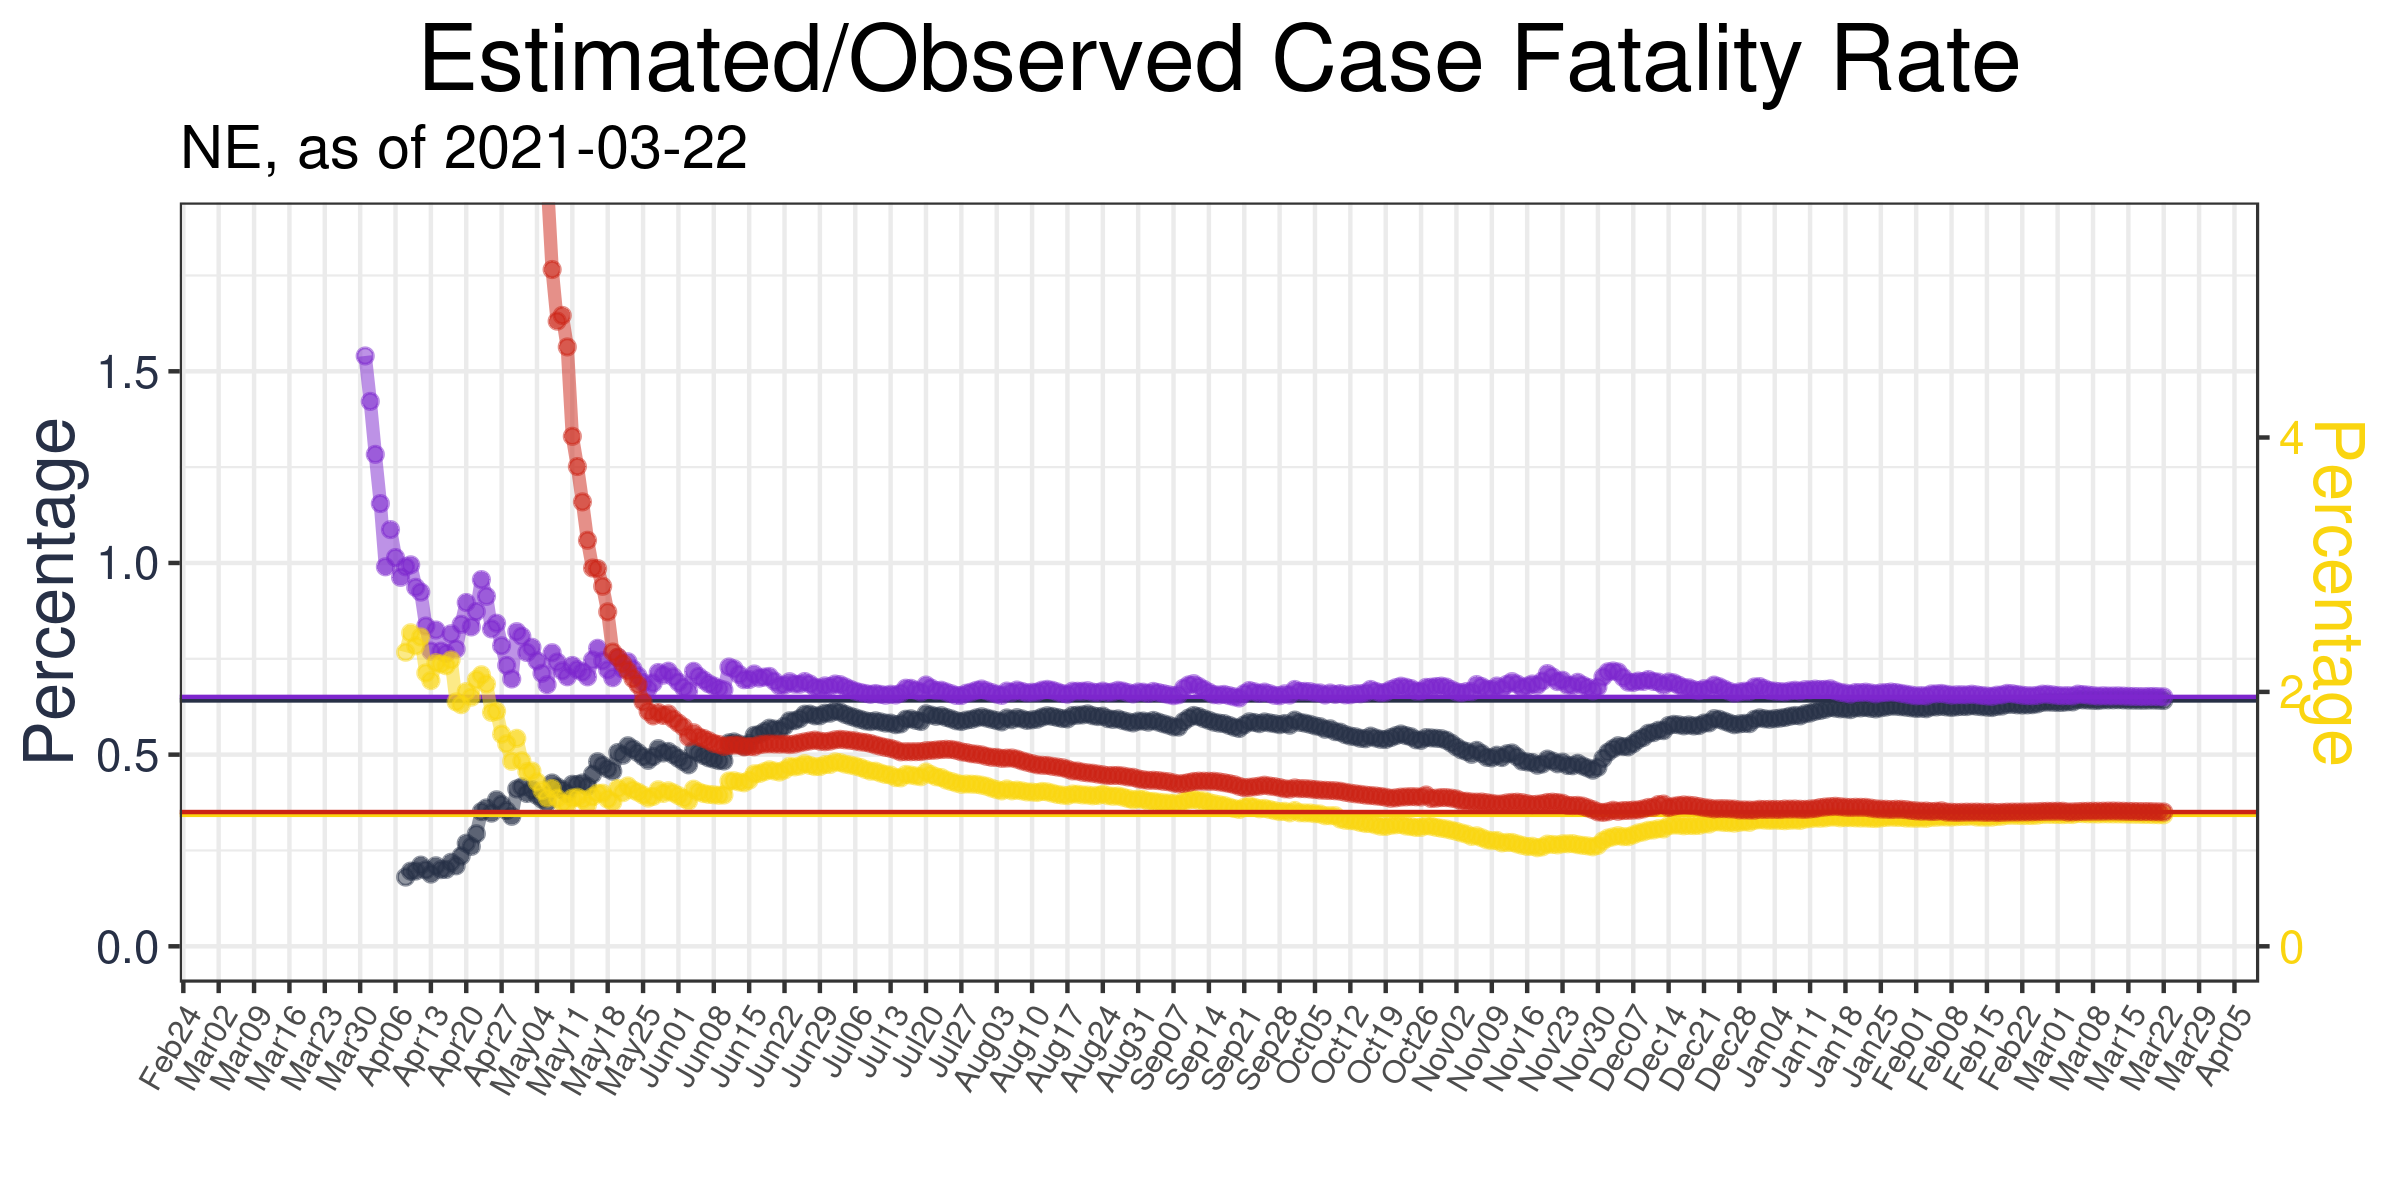 Estimated/Observed Case Fatality Rate
NE, as of 2021-03-22
Percentage
1.5
1.0
0.5
0.0
4
2
0
Percentage
Feb24
Mar02
Mar09
Mar16
Mar23
Mar30
Apr06
Apr13
Apr20
Apr27
May04
May11
May18
May25
Jun01
Jun08
Jun15
Jun22
Jun29
Jul06
Jul13
Jul20
Jul27
Aug03
Aug10
Aug17
Aug24
Aug31
Sep07
Sep14
Sep21
Sep28
Oct05
Oct12
Oct19
Oct26
Nov02
Nov09
Nov16
Nov23
Nov30
Dec07
Dec14
Dec21
Dec28
Jan04
Jan11
Jan18
Jan25
Feb01
Feb08
Feb15
Feb22
Mar01
Mar08
Mar15
Mar22
Mar29
Apr05